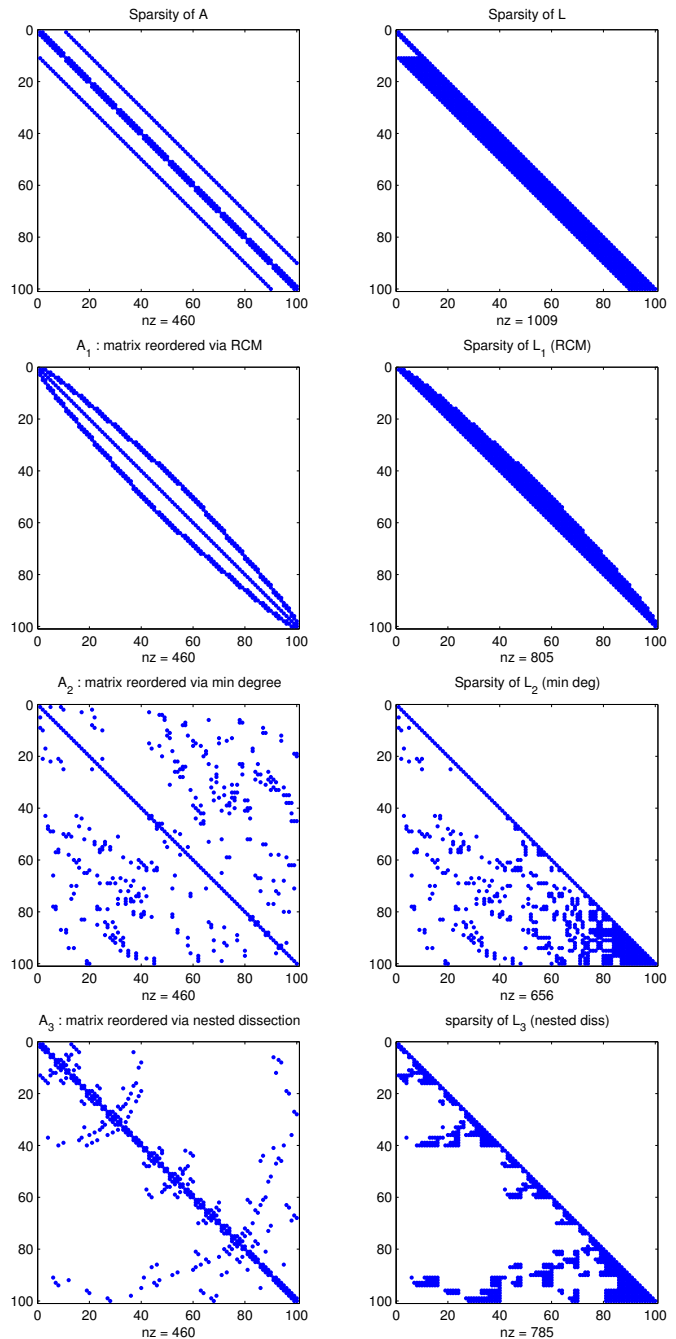 Sparsity of A
0
20
40
60
80
100
0 20 40 60 80 100
nz = 460
Sparsity of L
0
20
40
60
80
100
0 20 40 60 80 100
nz = 1009
A₁ : matrix reordered via RCM
0
20
40
60
80
100
0 20 40 60 80 100
nz = 460
Sparsity of L₁ (RCM)
0
20
40
60
80
100
0 20 40 60 80 100
nz = 805
A₂ : matrix reordered via min degree
0
20
40
60
80
100
0 20 40 60 80 100
nz = 460
Sparsity of L₂ (min deg)
0
20
40
60
80
100
0 20 40 60 80 100
nz = 656
A₃ : matrix reordered via nested dissection
0
20
40
60
80
100
0 20 40 60 80 100
nz = 460
sparsity of L₃ (nested diss)
0
20
40
60
80
100
0 20 40 60 80 100
nz = 785